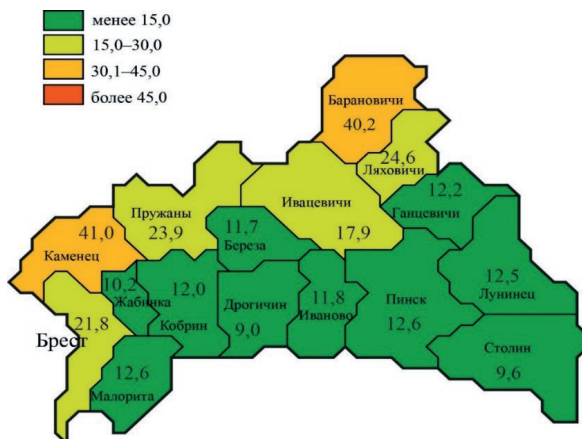 менее 15,0
15,0–30,0
30,1–45,0
более 45,0
Барановичи
40,2
24,6
Ляховичи
12,2
Ганцевичи
Ивацевичи
17,9
Пружаны
23,9
11,7
Береза
41,0
Каменец
10,2
Жабинка
12,0
Кобрин
Дрогичин
9,0
11,8
Иваново
Пинск
12,6
12,5
Лунинец
21,8
Брест
12,6
Малорита
Столин
9,6